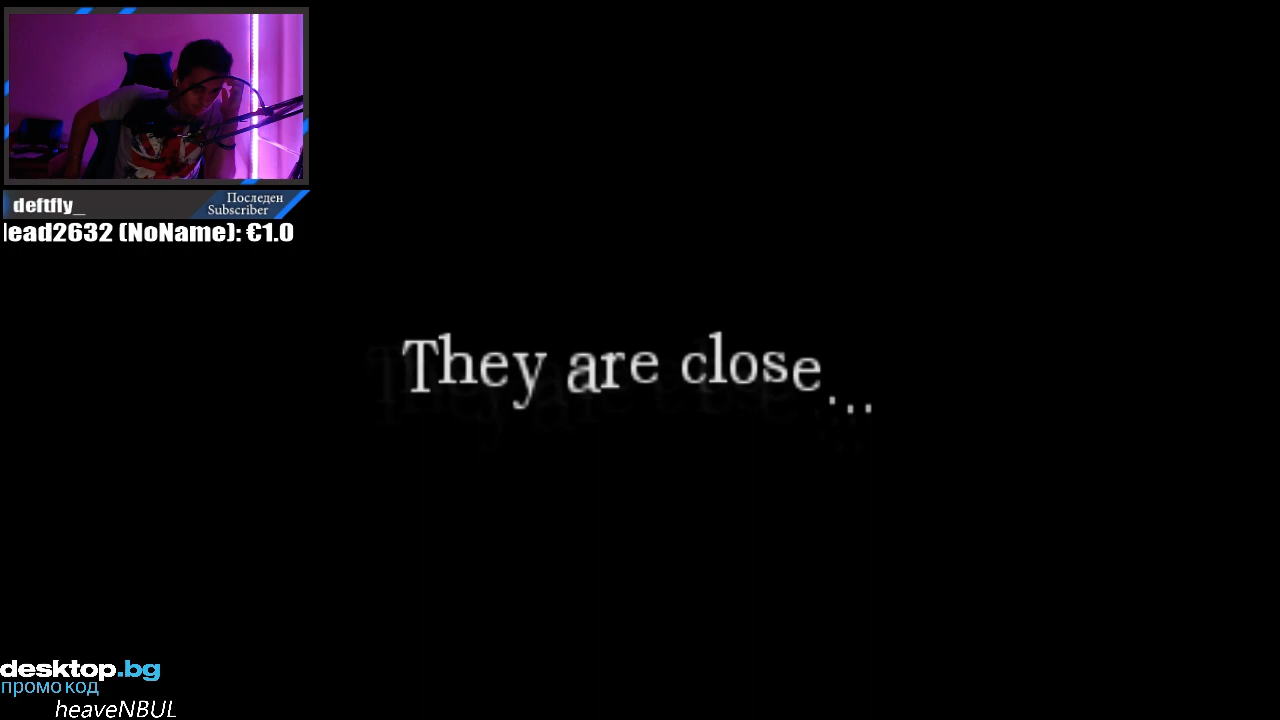 deftfly_
Последен
Subscriber
lead2632 (NoName): €1.0
They are close...
desktop.bg
промо код
heaveNBUL